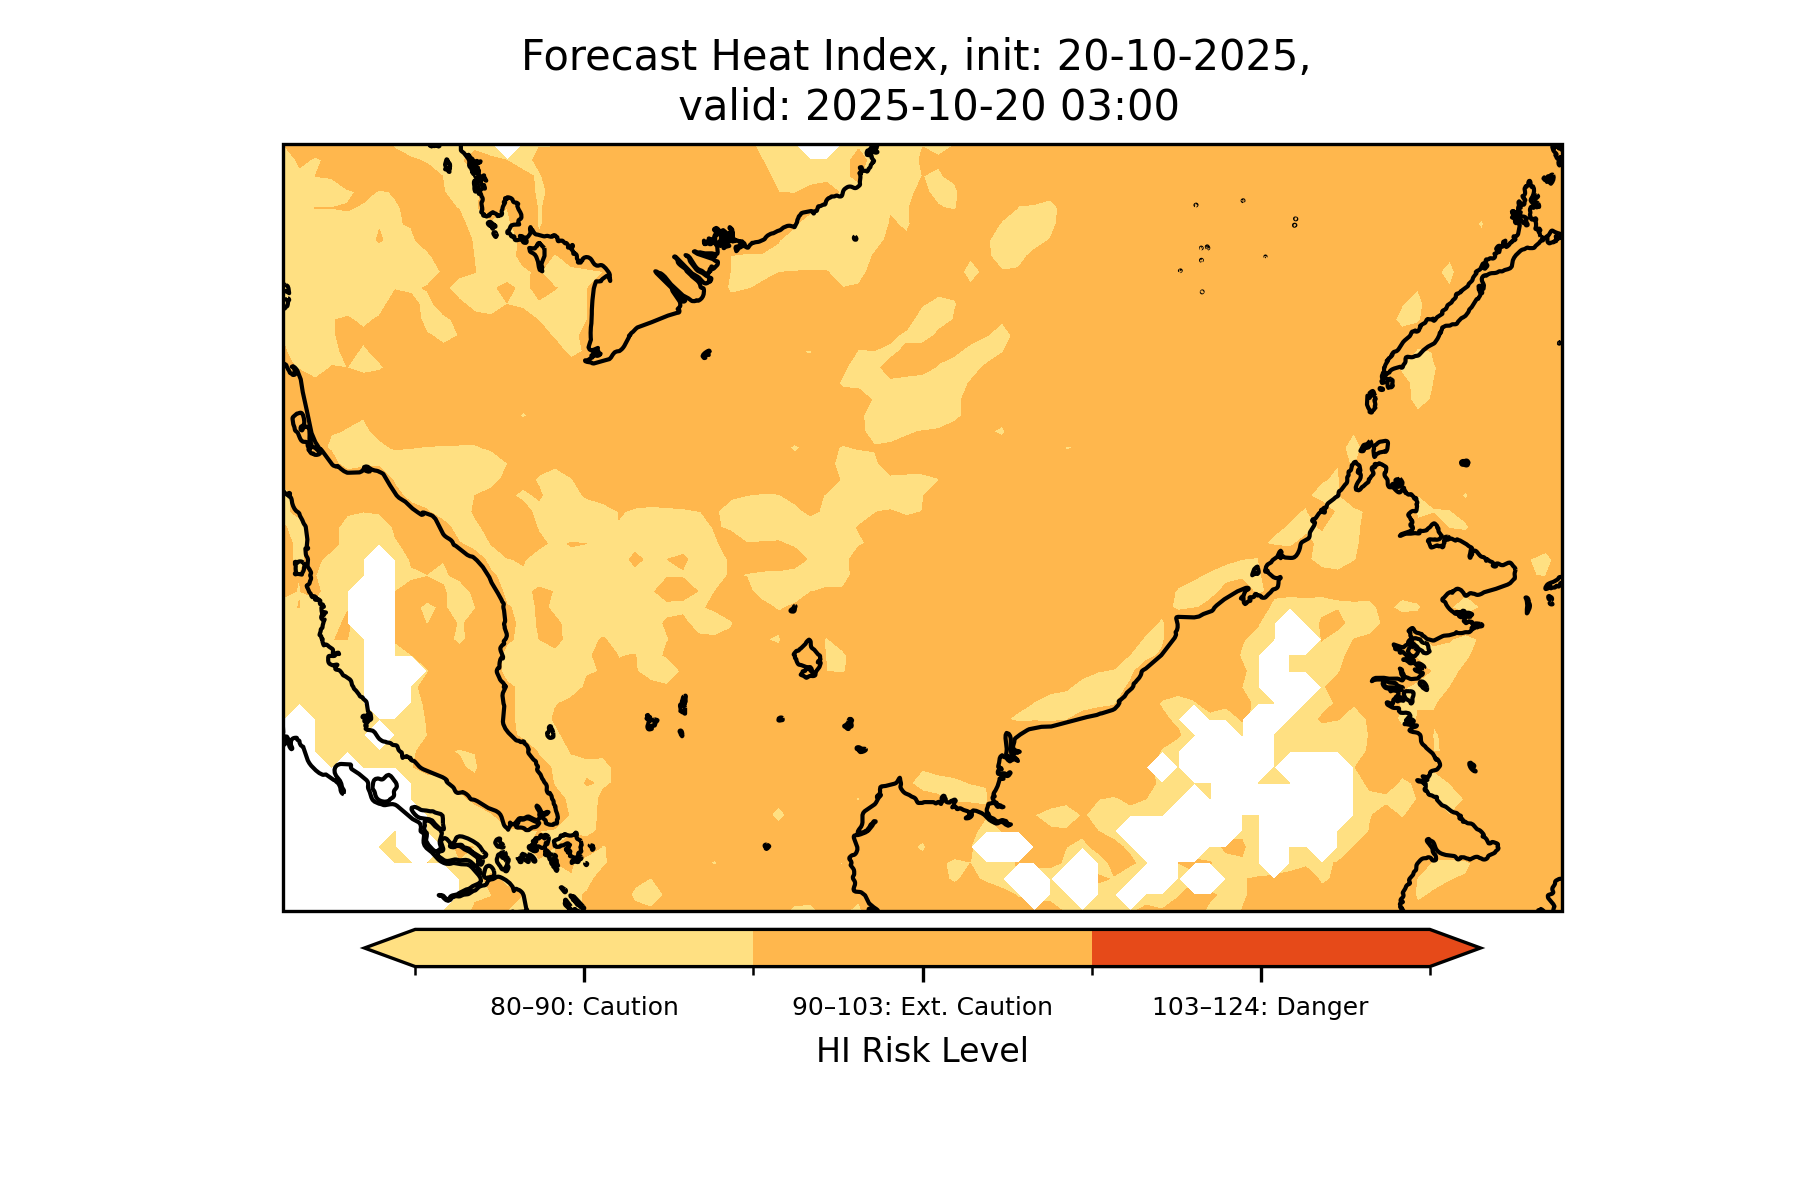 Forecast Heat Index, init: 20-10-2025,
valid: 2025-10-20 03:00
80–90: Caution
90–103: Ext. Caution
103–124: Danger
HI Risk Level